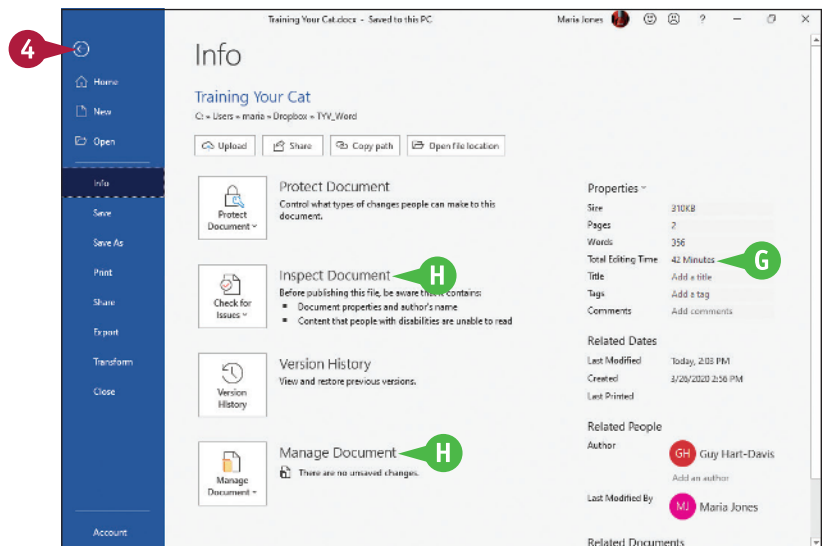 Training Your Cat.docx - Saved to this PC
Maria Jones
?
4
Home
New
Open
Info
Save
Save As
Print
Share
Export
Transform
Close
Account
Info
Training Your Cat
C: » Users » maria » Dropbox » TYV_Word
Upload
Share
Copy path
Open file location
Protect Document
Protect Document
Control what types of changes people can make to this
document.
Check for Issues
Inspect Document
H
Before publishing this file, be aware that it contains:
Document properties and author's name
Content that people with disabilities are unable to read
Version History
Version History
View and restore previous versions.
Manage Document
Manage Document
H
There are no unsaved changes.
Properties
Size 310KB
Pages 2
Words 356
Total Editing Time 42 Minutes
G
Title Add a title
Tags Add a tag
Comments Add comments
Related Dates
Last Modified Today, 2:03 PM
Created 3/26/2020 2:56 PM
Last Printed
Related People
Author GH Guy Hart-Davis
Add an author
Last Modified By MJ Maria Jones
Related Documents